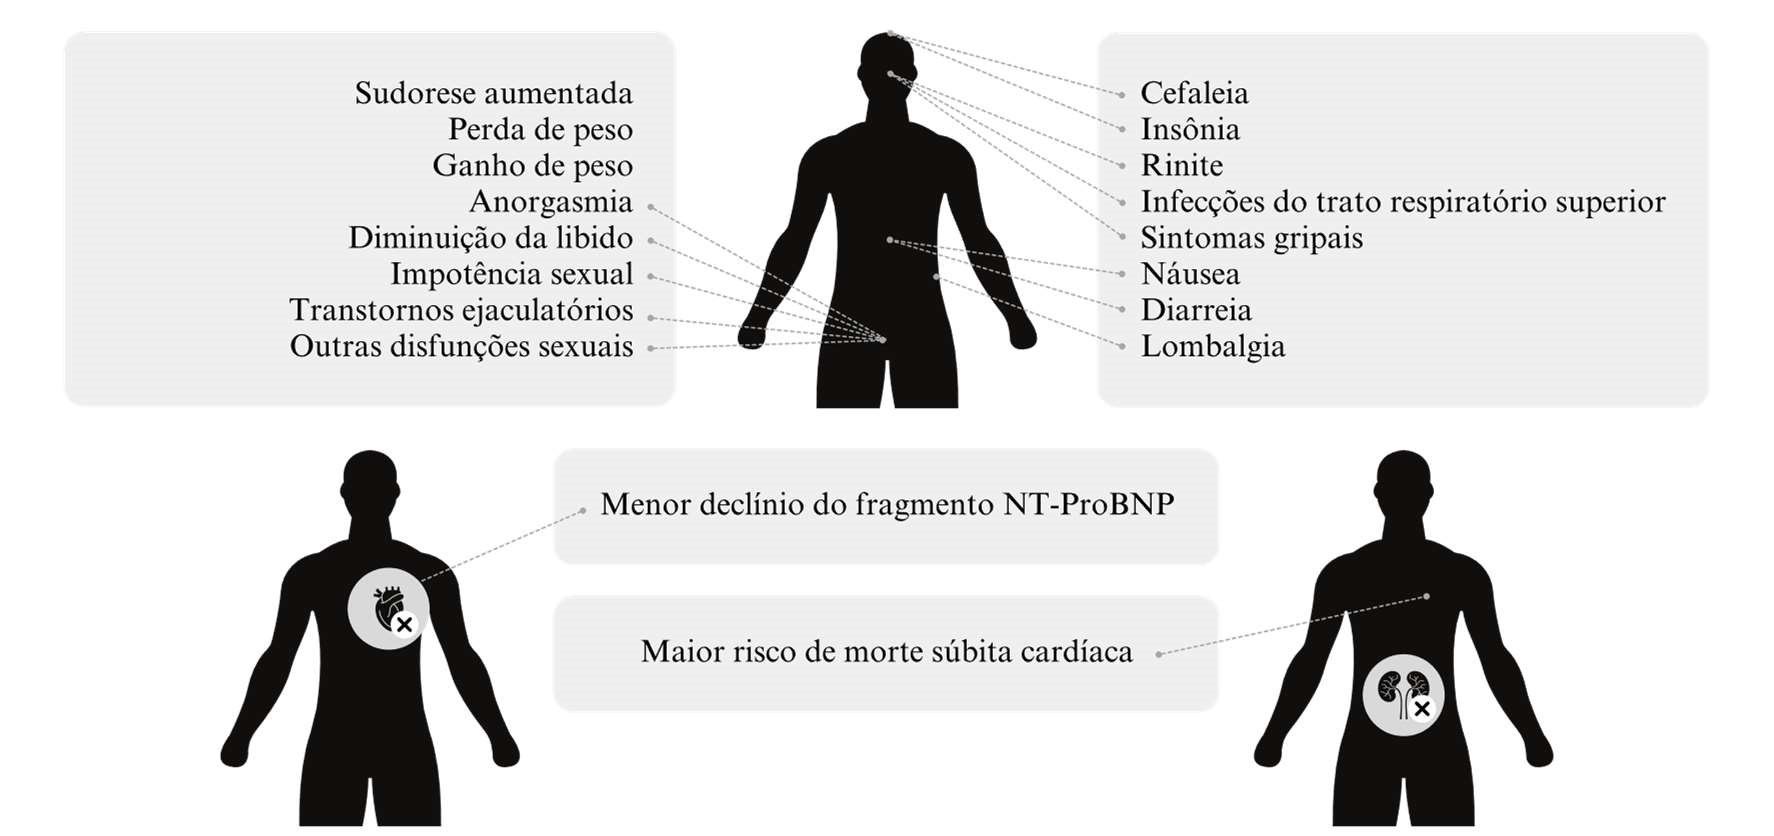 Sudorese aumentada
Perda de peso
Ganho de peso
Anorgasmia
Diminuição da libido
Impotência sexual
Transtornos ejaculatórios
Outras disfunções sexuais
Cefaleia
Insônia
Rinite
Infecções do trato respiratório superior
Sintomas gripais
Náusea
Diarreia
Lombalgia
Menor declínio do fragmento NT-ProBNP
Maior risco de morte súbita cardíaca